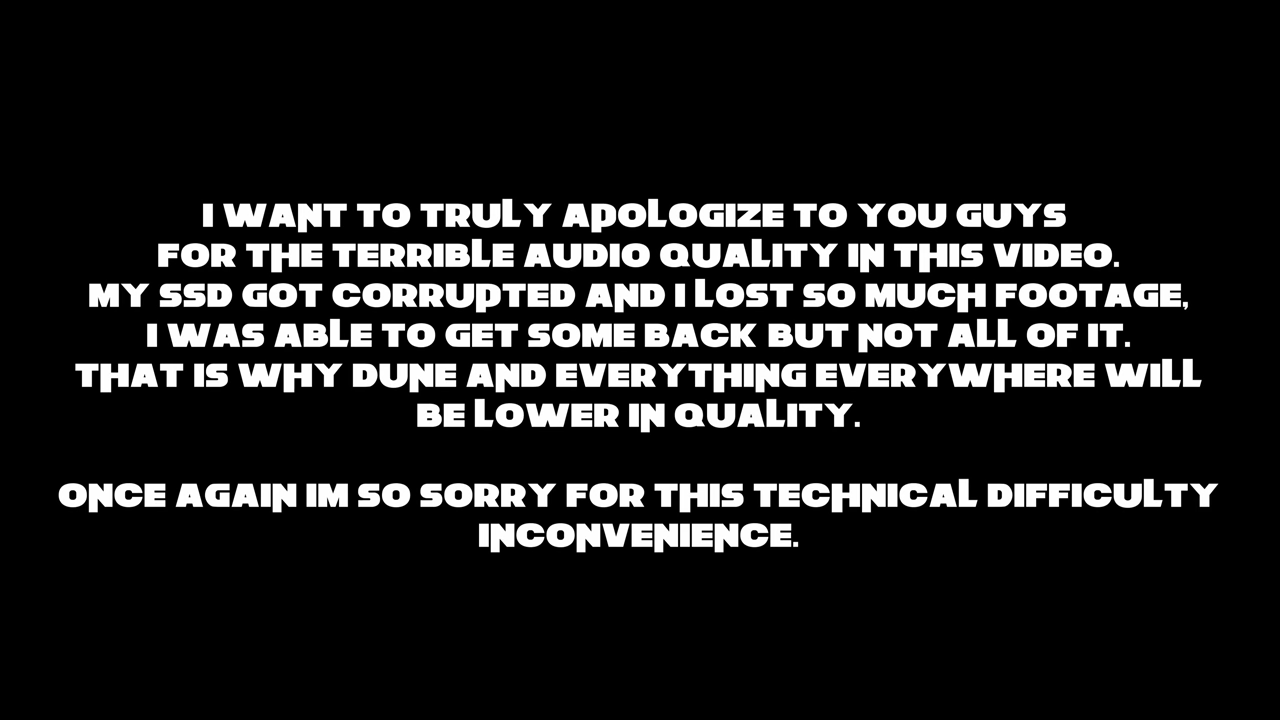 I WANT TO TRULY APOLOGIZE TO YOU GUYS
FOR THE TERRIBLE AUDIO QUALITY IN THIS VIDEO.
MY SSD GOT CORRUPTED AND I LOST SO MUCH FOOTAGE,
I WAS ABLE TO GET SOME BACK BUT NOT ALL OF IT.
THAT IS WHY DUNE AND EVERYTHING EVERYWHERE WILL
BE LOWER IN QUALITY.
ONCE AGAIN IM SO SORRY FOR THIS TECHNICAL DIFFICULTY
INCONVENIENCE.